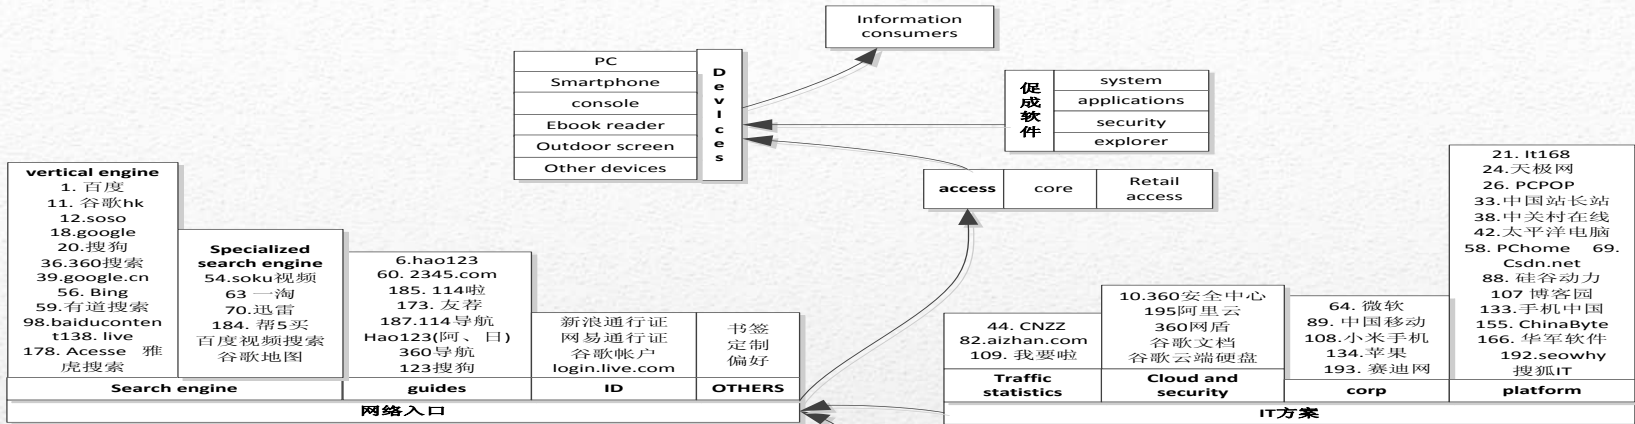 Information
consumers
PC
Smartphone
console
Ebook reader
Outdoor screen
Other devices
Devices
促成软件
system
applications
security
explorer
access
core
Retail
access
vertical engine
1. 百度
11. 谷歌hk
12.soso
18.google
20.搜狗
36.360搜索
39.google.cn
56. Bing
59.有道搜索
98.baiduconten
t138. live
178. Acesse 雅
虎搜索
Specialized
search engine
54.soku视频
63 一淘
70.迅雷
184. 帮5买
百度视频搜索
谷歌地图
Search engine
6.hao123
60. 2345.com
185. 114啦
173. 友荐
187.114导航
Hao123(阿、日)
360导航
123搜狗
guides
新浪通行证
网易通行证
谷歌帐户
login.live.com
ID
书签
定制
偏好
OTHERS
网络入口
44. CNZZ
82.aizhan.com
109. 我要啦
Traffic
statistics
10.360安全中心
195阿里云
360网盾
谷歌文档
谷歌云端硬盘
Cloud and
security
64. 微软
89. 中国移动
108.小米手机
134.苹果
193. 赛迪网
corp
21. It168
24.天极网
26. PCPOP
33.中国站长站
38.中关村在线
42.太平洋电脑
58. PChome 69.
Csdn.net
88. 硅谷动力
107 博客园
133.手机中国
155. ChinaByte
166. 华军软件
192.seowhy
搜狐IT
platform
IT方案